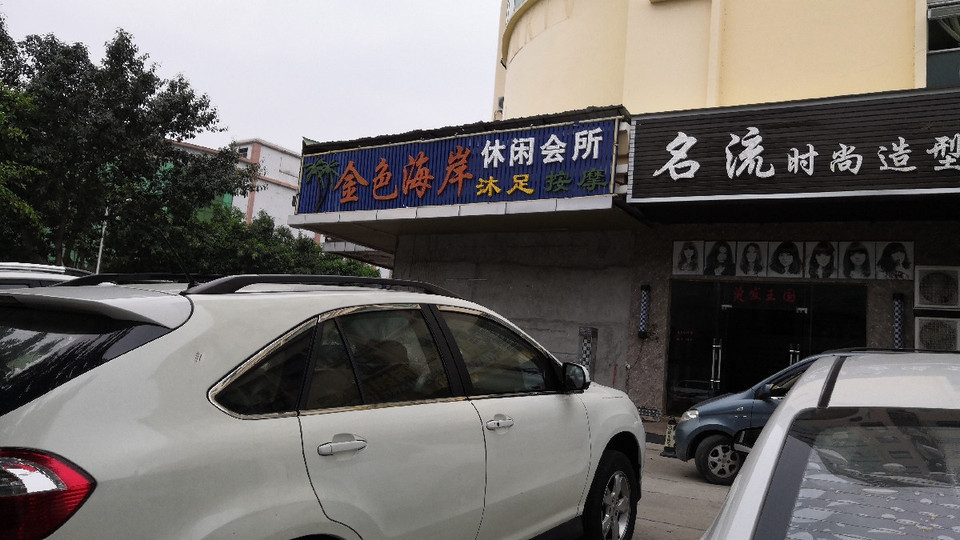 金色海岸
休闲会所
沐足 按摩
名流时尚造型